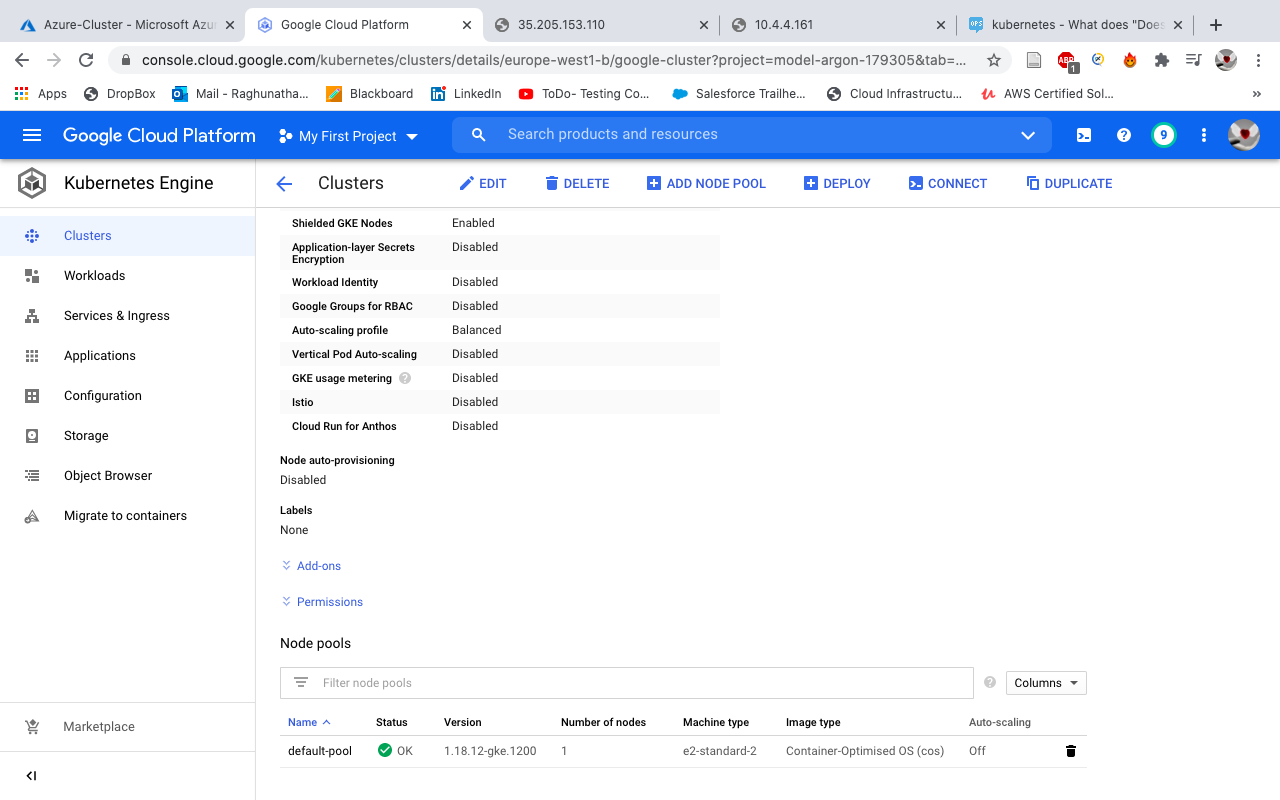 Azure-Cluster - Microsoft Azur
Google Cloud Platform
35.205.153.110
10.4.4.161
OPS
kubernetes - What does "Does
console.cloud.google.com/kubernetes/clusters/details/europe-west1-b/google-cluster?project=model-argon-179305&tab=...
ABP
1
Apps
DropBox
Mail - Raghunatha...
Blackboard
LinkedIn
ToDo- Testing Co...
Salesforce Trailhe...
Cloud Infrastructu...
AWS Certified Sol...
»
Google Cloud Platform
My First Project
Search products and resources
9
Kubernetes Engine
Clusters
EDIT
DELETE
ADD NODE POOL
DEPLOY
CONNECT
DUPLICATE
Clusters
Workloads
Services & Ingress
Applications
Configuration
Storage
Object Browser
Migrate to containers
Marketplace
Shielded GKE Nodes Enabled
Application-layer Secrets Disabled
Encryption
Workload Identity Disabled
Google Groups for RBAC Disabled
Auto-scaling profile Balanced
Vertical Pod Auto-scaling Disabled
GKE usage metering ? Disabled
Istio Disabled
Cloud Run for Anthos Disabled
Node auto-provisioning
Disabled
Labels
None
Add-ons
Permissions
Node pools
Filter node pools
?
Columns
Name Status Version Number of nodes Machine type Image type Auto-scaling
default-pool OK 1.18.12-gke.1200 1 e2-standard-2 Container-Optimised OS (cos) Off